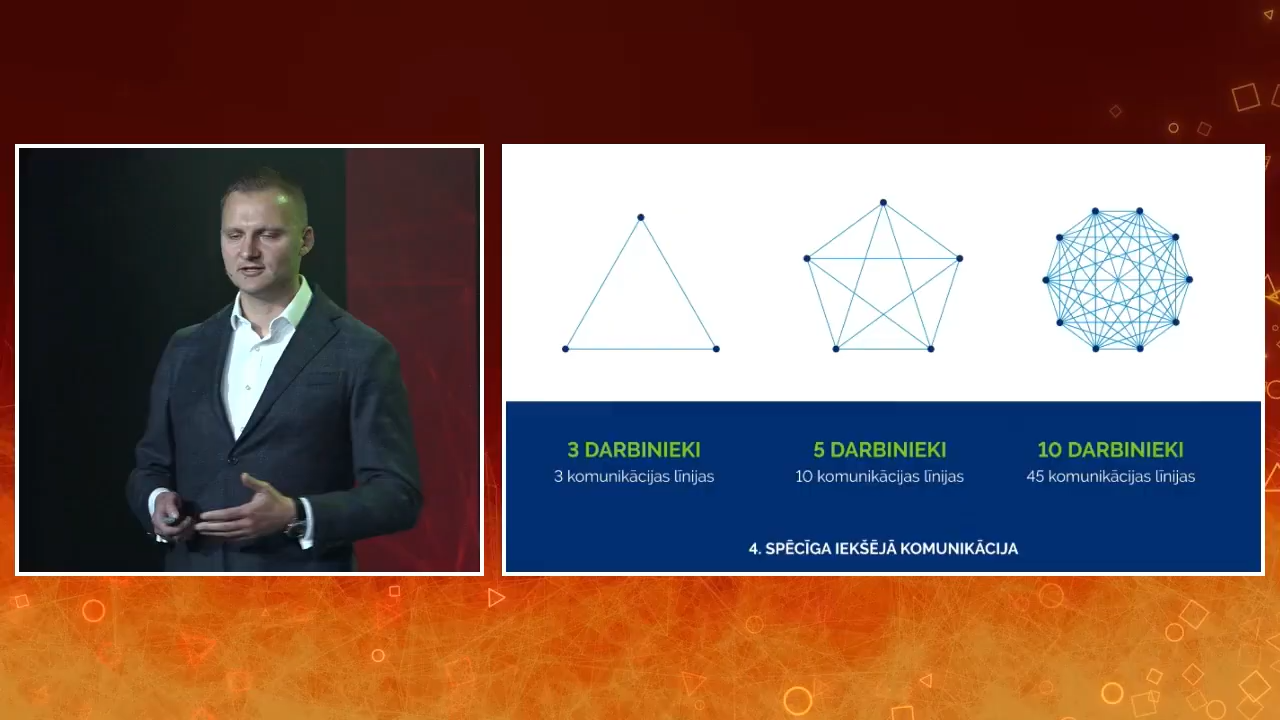 3 DARBINIEKI
3 komunikācijas līnijas
5 DARBINIEKI
10 komunikācijas līnijas
10 DARBINIEKI
45 komunikācijas līnijas
4. SPĒCĪGA IEKŠĒJĀ KOMUNIKĀCIJA